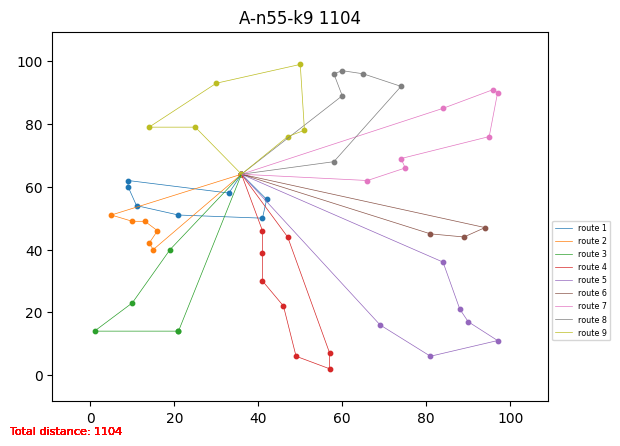 A-n55-k9 1104
100
80
60
40
20
0
0 20 40 60 80 100
route 1
route 2
route 3
route 4
route 5
route 6
route 7
route 8
route 9
Total distance: 1104